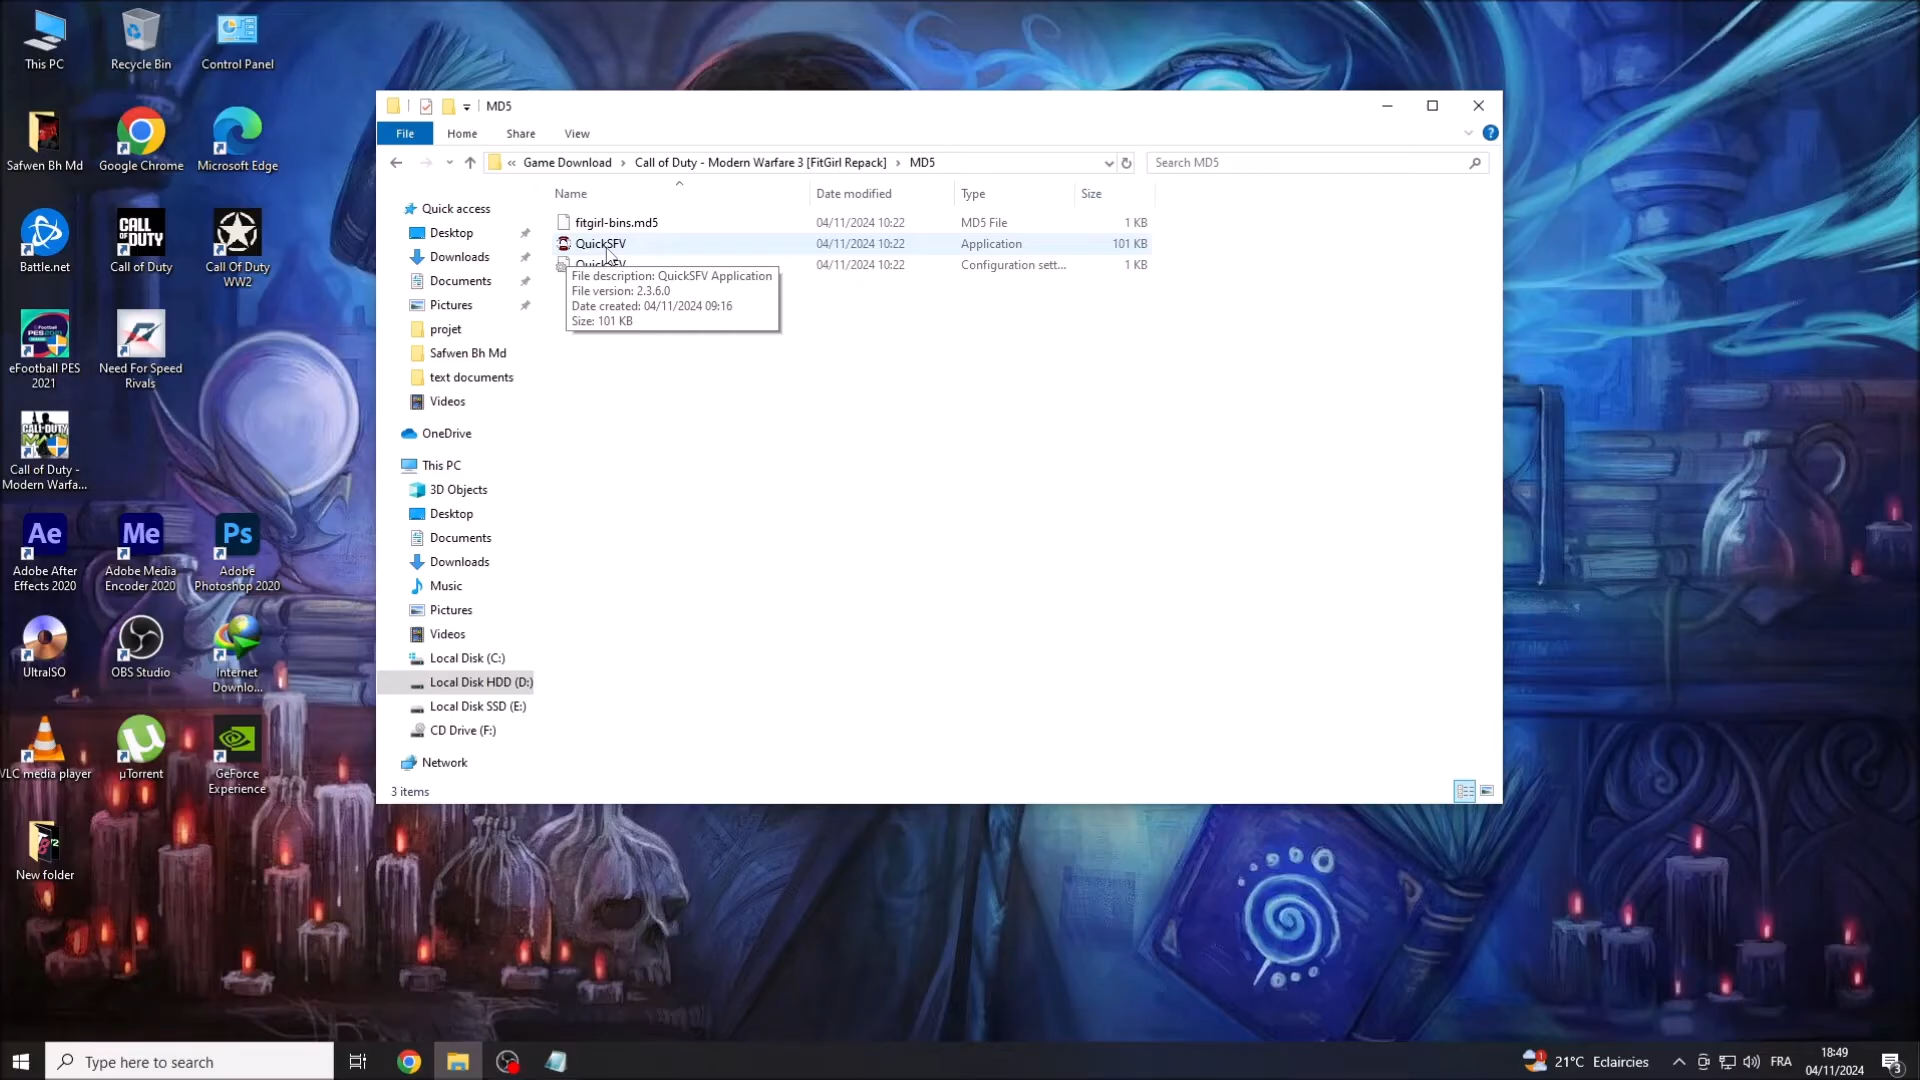 This PC
Recycle Bin
Control Panel
Safwen Bh Md
Google Chrome
Microsoft Edge
Battle.net
CALL OF DUTY
Call of Duty
Call Of Duty WW2
eFootball PES 2021
Need For Speed Rivals
Call of Duty - Modern Warfa...
Ae
Adobe After Effects 2020
Me
Adobe Media Encoder 2020
Ps
Adobe Photoshop 2020
UltraISO
OBS Studio
Internet Downlo...
VLC media player
µTorrent
GeForce Experience
New folder
MD5
File
Home
Share
View
« Game Download › Call of Duty - Modern Warfare 3 [FitGirl Repack] › MD5
Search MD5
Name
Date modified
Type
Size
fitgirl-bins.md5 04/11/2024 10:22 MD5 File 1 KB
QuickSFV 04/11/2024 10:22 Application 101 KB
QuickSFV 04/11/2024 10:22 Configuration sett... 1 KB
File description: QuickSFV Application
File version: 2.3.6.0
Date created: 04/11/2024 09:16
Size: 101 KB
Quick access
Desktop
Downloads
Documents
Pictures
projet
Safwen Bh Md
text documents
Videos
OneDrive
This PC
3D Objects
Desktop
Documents
Downloads
Music
Pictures
Videos
Local Disk (C:)
Local Disk HDD (D:)
Local Disk SSD (E:)
CD Drive (F:)
Network
3 items
Type here to search
21°C Eclaircies
FRA
18:49
04/11/2024
3